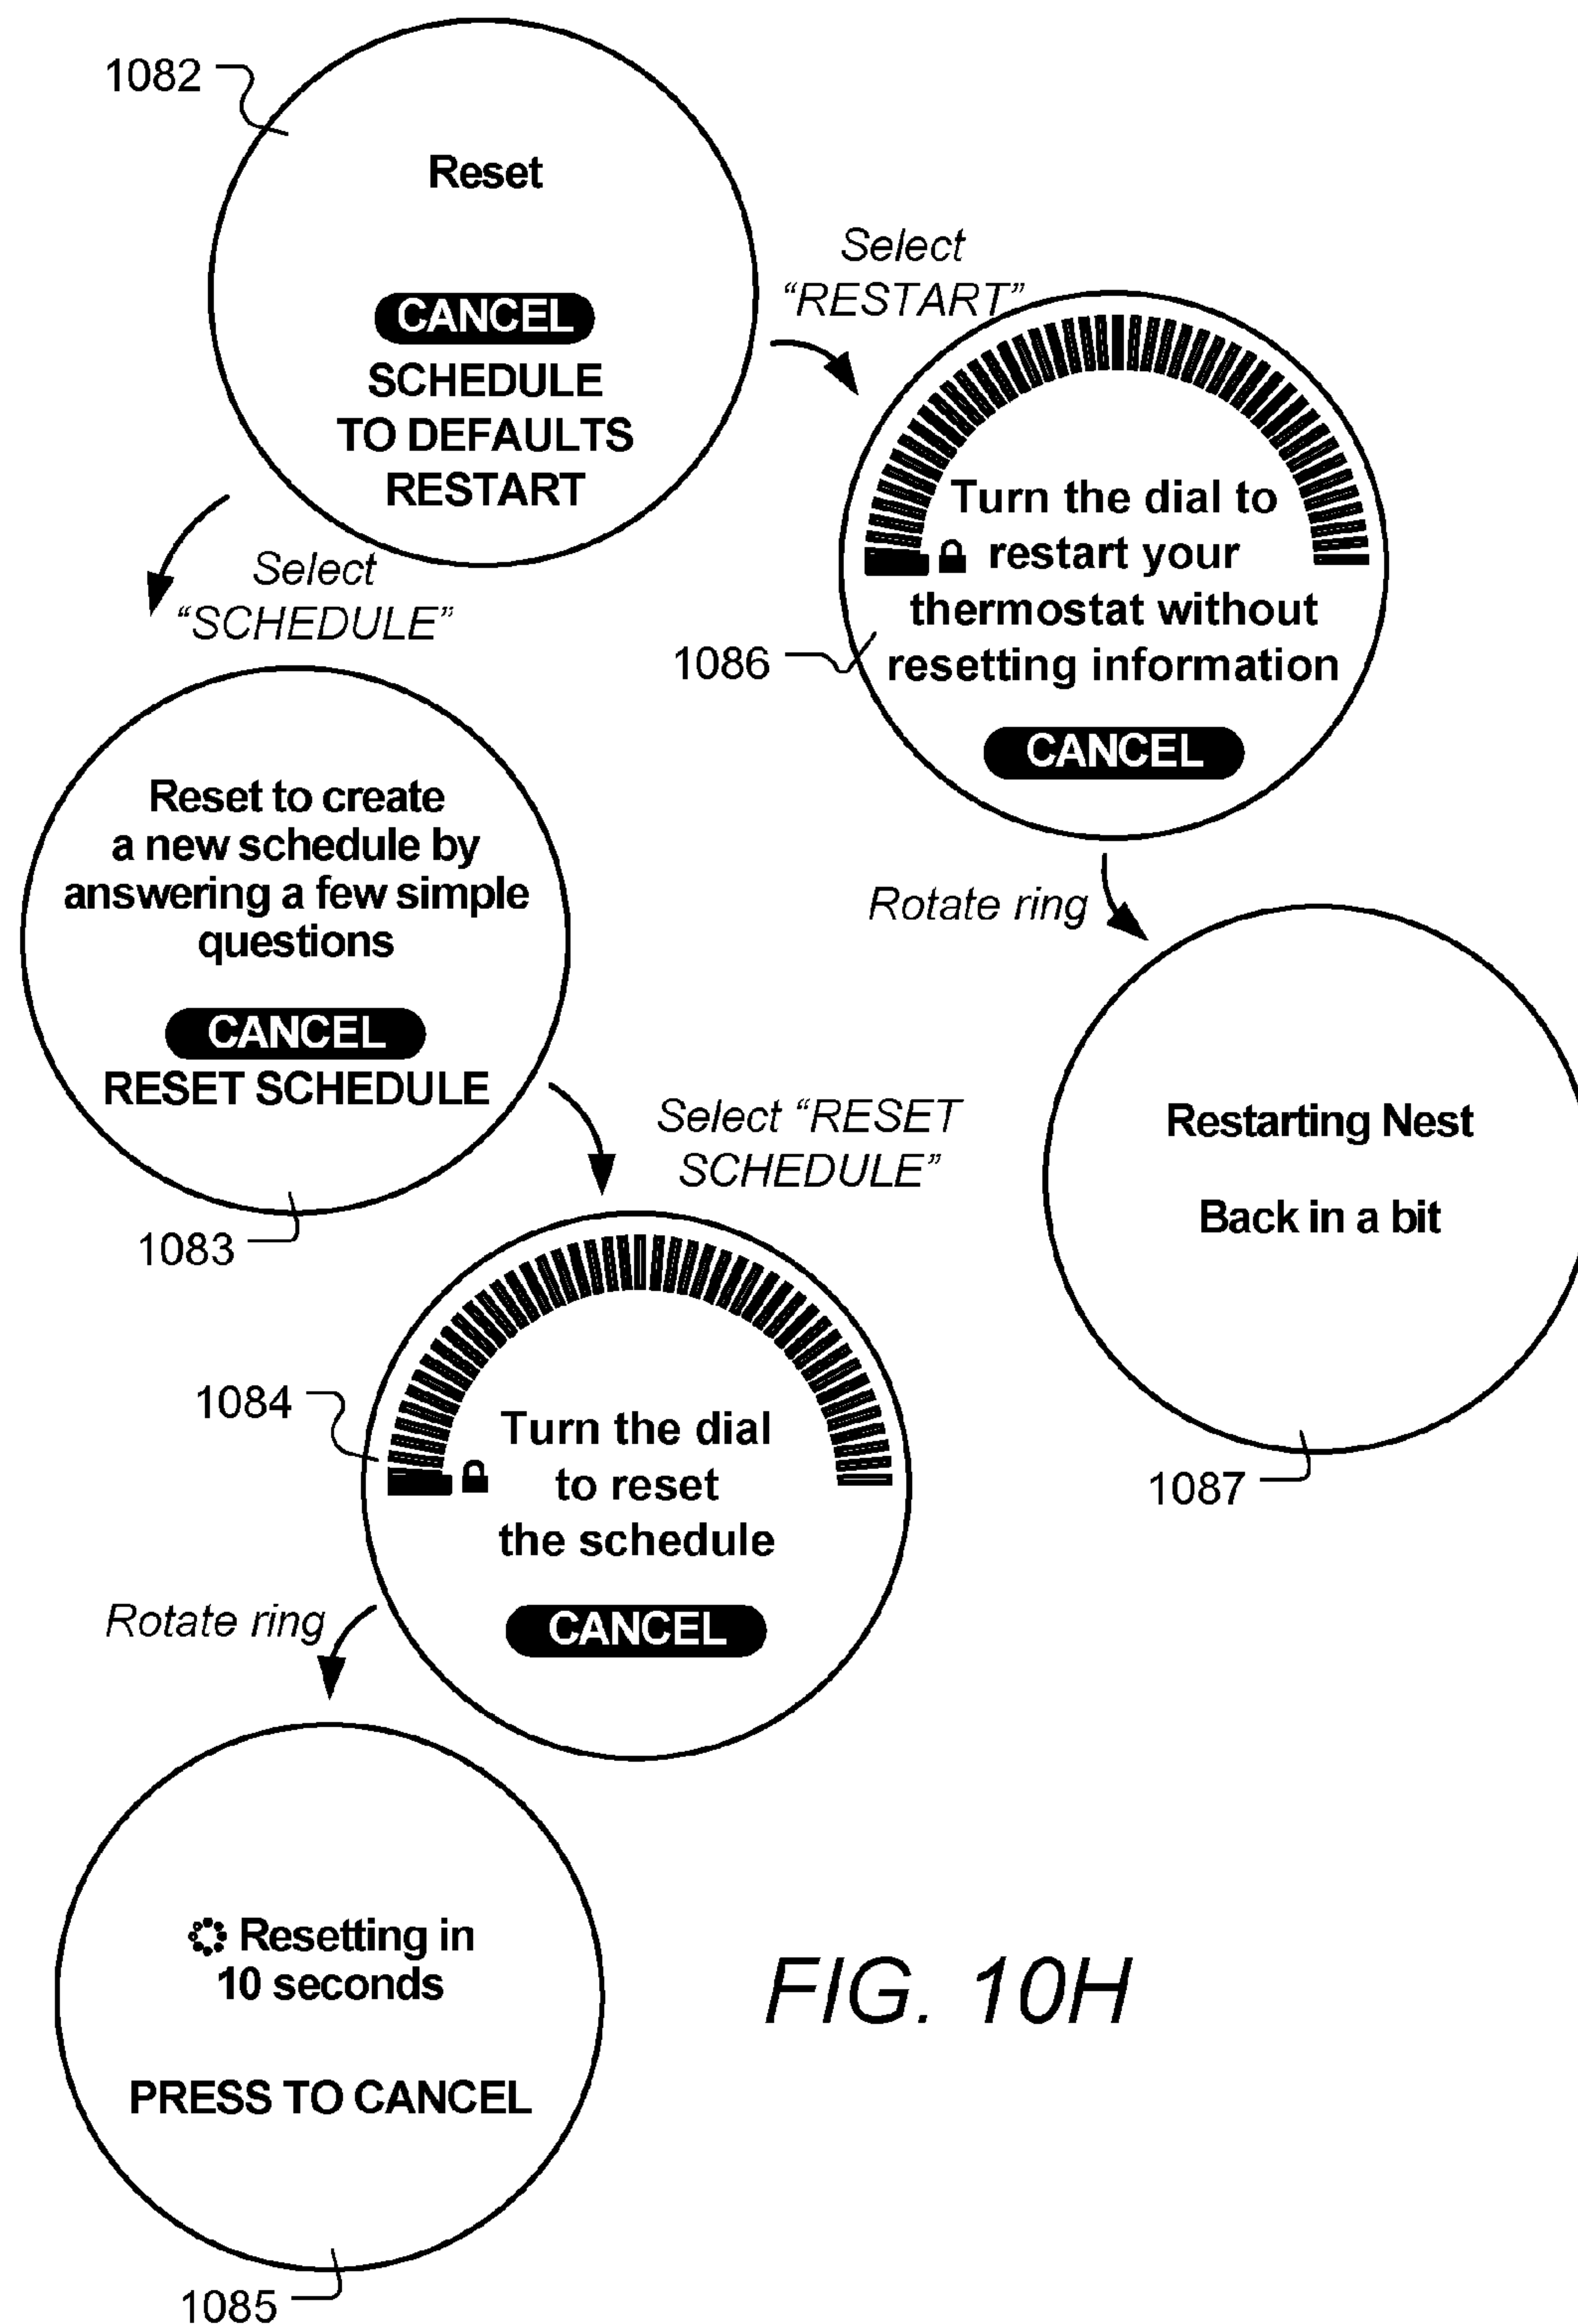 1082
Reset
CANCEL
SCHEDULE
TO DEFAULTS
RESTART
Select
“RESTART”
Select
“SCHEDULE”
Turn the dial to
restart your
thermostat without
resetting information
CANCEL
1086
Reset to create
a new schedule by
answering a few simple
questions
CANCEL
RESET SCHEDULE
1083
Rotate ring
Select “RESET
SCHEDULE”
Restarting Nest
Back in a bit
1087
1084
Turn the dial
to reset
the schedule
CANCEL
Rotate ring
Resetting in
10 seconds
PRESS TO CANCEL
1085
FIG. 10H